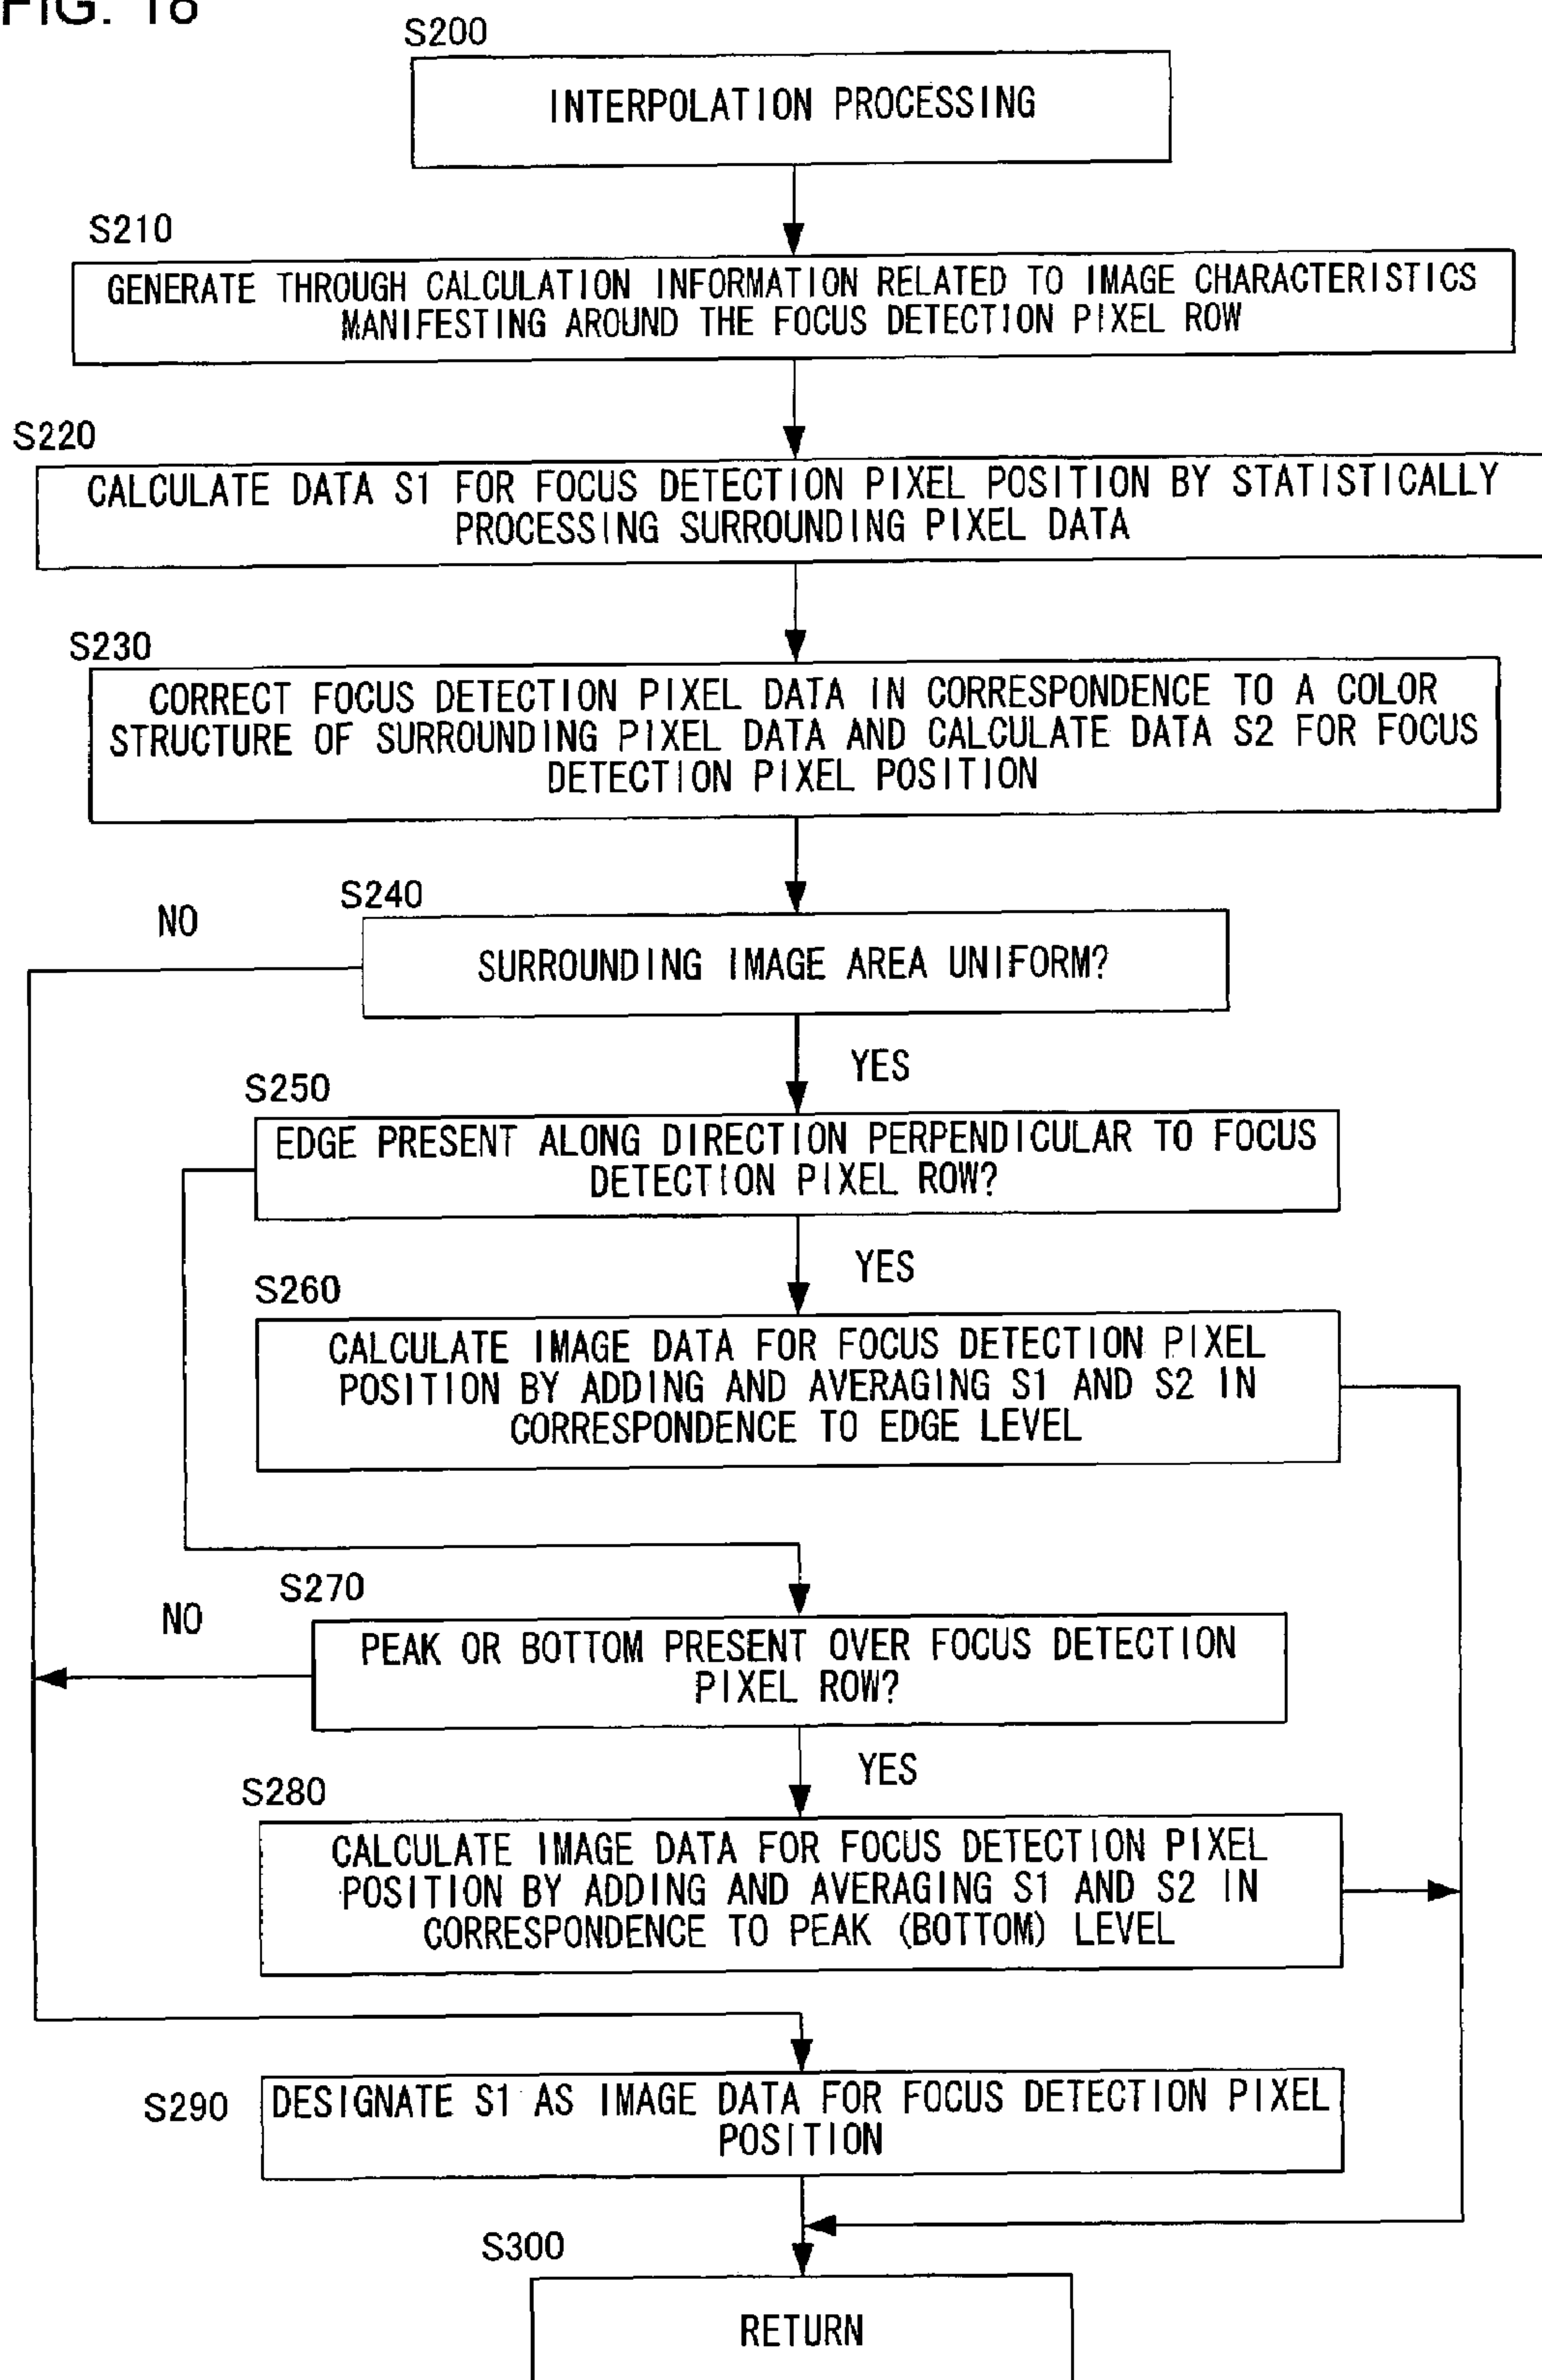 FIG. 16
S200
INTERPOLATION PROCESSING
S210
GENERATE THROUGH CALCULATION INFORMATION RELATED TO IMAGE CHARACTERISTICS
MANIFESTING AROUND THE FOCUS DETECTION PIXEL ROW
S220
CALCULATE DATA S1 FOR FOCUS DETECTION PIXEL POSITION BY STATISTICALLY
PROCESSING SURROUNDING PIXEL DATA
S230
CORRECT FOCUS DETECTION PIXEL DATA IN CORRESPONDENCE TO A COLOR
STRUCTURE OF SURROUNDING PIXEL DATA AND CALCULATE DATA S2 FOR FOCUS
DETECTION PIXEL POSITION
S240
NO
SURROUNDING IMAGE AREA UNIFORM?
YES
S250
EDGE PRESENT ALONG DIRECTION PERPENDICULAR TO FOCUS
DETECTION PIXEL ROW?
YES
S260
CALCULATE IMAGE DATA FOR FOCUS DETECTION PIXEL
POSITION BY ADDING AND AVERAGING S1 AND S2 IN
CORRESPONDENCE TO EDGE LEVEL
S270
NO
PEAK OR BOTTOM PRESENT OVER FOCUS DETECTION
PIXEL ROW?
YES
S280
CALCULATE IMAGE DATA FOR FOCUS DETECTION PIXEL
POSITION BY ADDING AND AVERAGING S1 AND S2 IN
CORRESPONDENCE TO PEAK (BOTTOM) LEVEL
S290
DESIGNATE S1 AS IMAGE DATA FOR FOCUS DETECTION PIXEL
POSITION
S300
RETURN